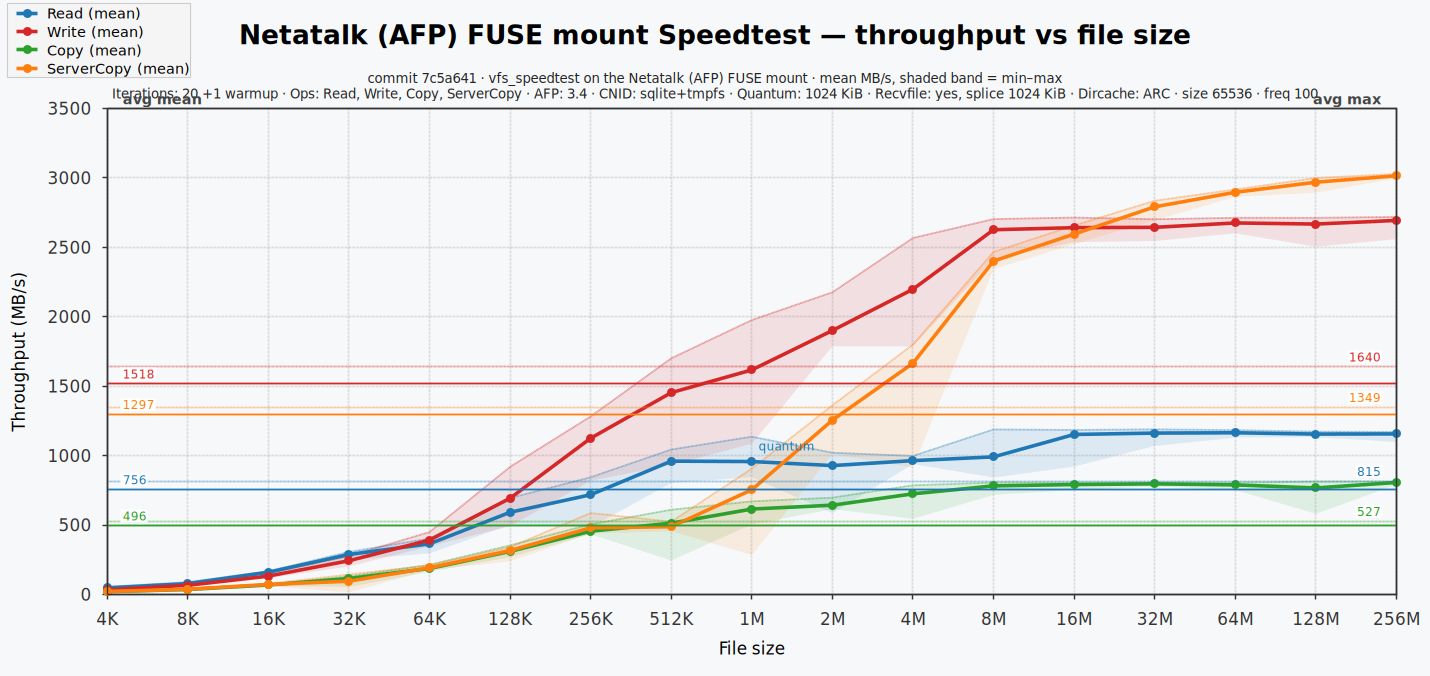 Read (mean)
Write (mean)
Copy (mean)
ServerCopy (mean)
Netatalk (AFP) FUSE mount Speedtest — throughput vs file size
commit 7c5a641 · vfs_speedtest on the Netatalk (AFP) FUSE mount · mean MB/s, shaded band = min–max
Iterations: 20 +1 warmup · Ops: Read, Write, Copy, ServerCopy · AFP: 3.4 · CNID: sqlite+tmpfs · Quantum: 1024 KiB · Recvfile: yes, splice 1024 KiB · Dircache: ARC · size 65536 · freq 100
avg mean
avg max
3500
3000
2500
2000
1500
1000
500
0
Throughput (MB/s)
1640
1518
1349
1297
quantum
815
756
527
496
4K 8K 16K 32K 64K 128K 256K 512K 1M 2M 4M 8M 16M 32M 64M 128M 256M
File size